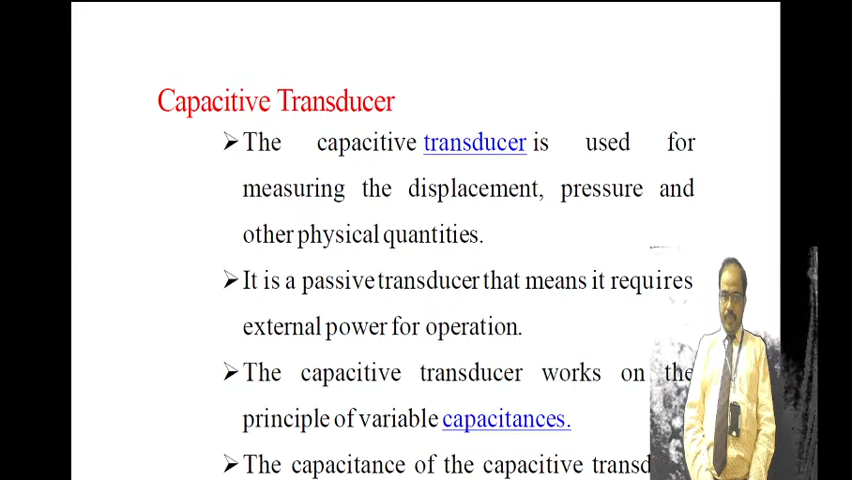 Capacitive Transducer
➢The capacitive transducer is used for
measuring the displacement, pressure and
other physical quantities.
➢It is a passive transducer that means it requires
external power for operation.
➢The capacitive transducer works on the
principle of variable capacitances.
➢The capacitance of the capacitive